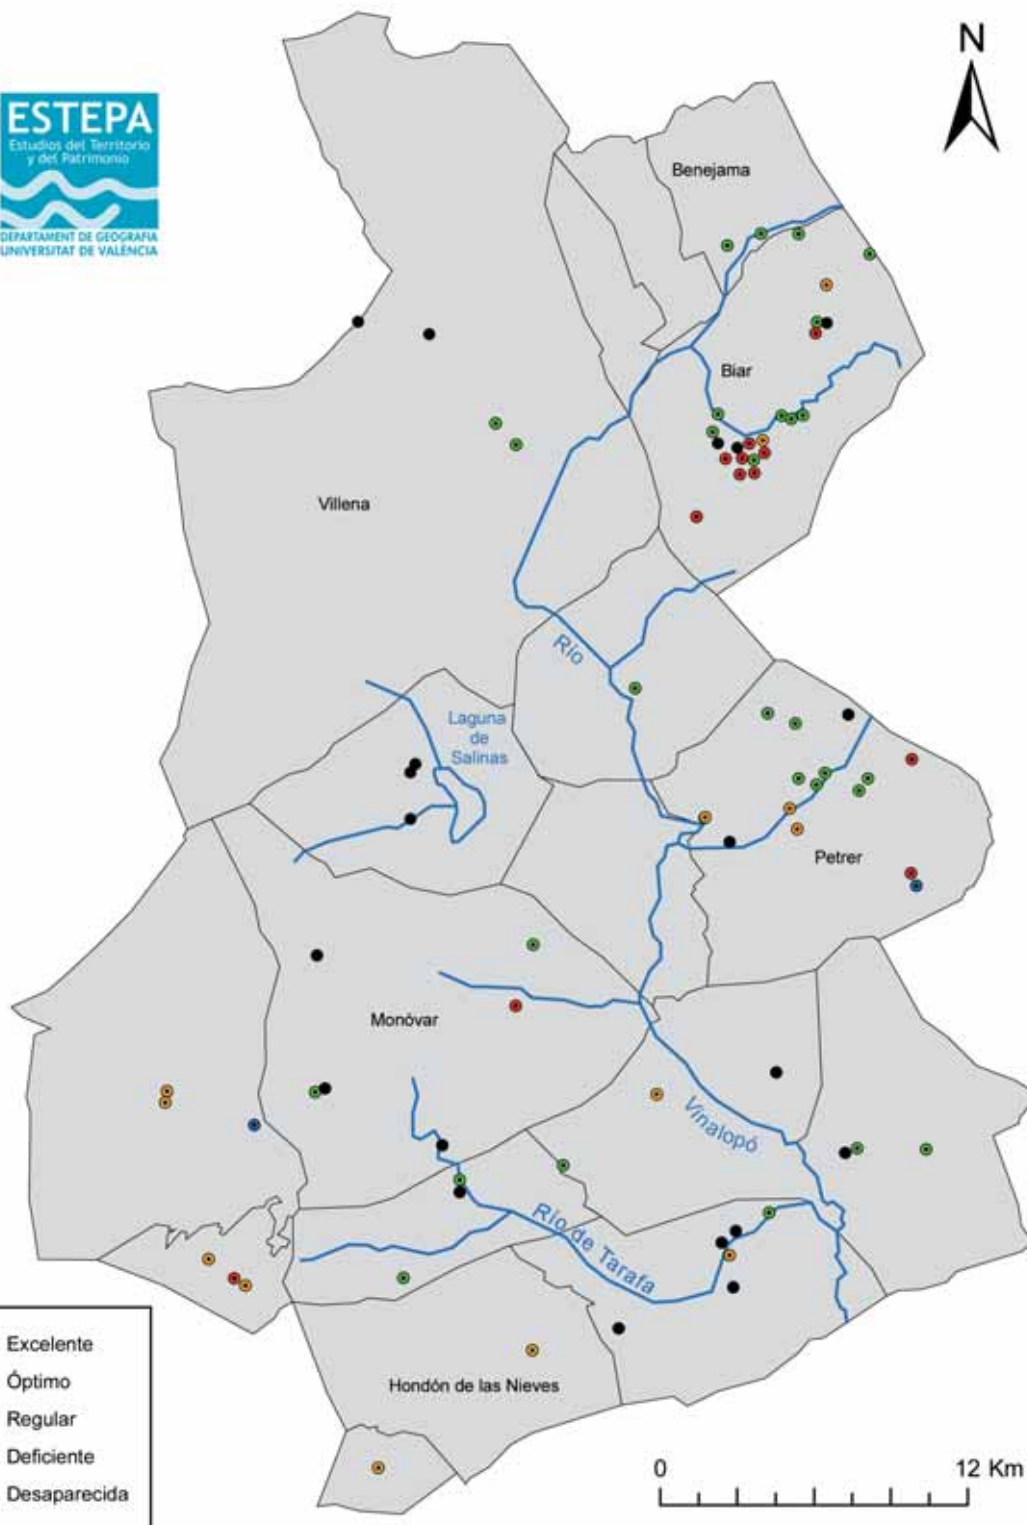 N
ESTEPA
Estudios del Territorio
y del Patrimonio
DEPARTAMENT DE GEOGRAFIA
UNIVERSITAT DE VALÈNCIA
Benejama
Biar
Villena
Río
Laguna
de
Salinas
Petrer
Monóvar
Vinalopó
Río de Tarafa
Hondón de las Nieves
Excelente
Óptimo
Regular
Deficiente
Desaparecida
0 12 Km